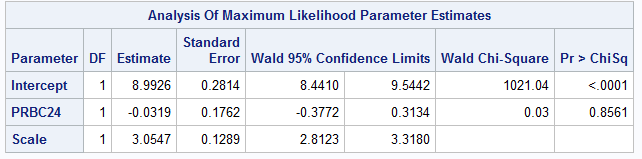 Analysis Of Maximum Likelihood Parameter Estimates
Parameter DF Estimate Standard Error Wald 95% Confidence Limits Wald Chi-Square Pr > ChiSq
Intercept 1 8.9926 0.2814 8.4410 9.5442 1021.04 <.0001
PRBC24 1 -0.0319 0.1762 -0.3772 0.3134 0.03 0.8561
Scale 1 3.0547 0.1289 2.8123 3.3180